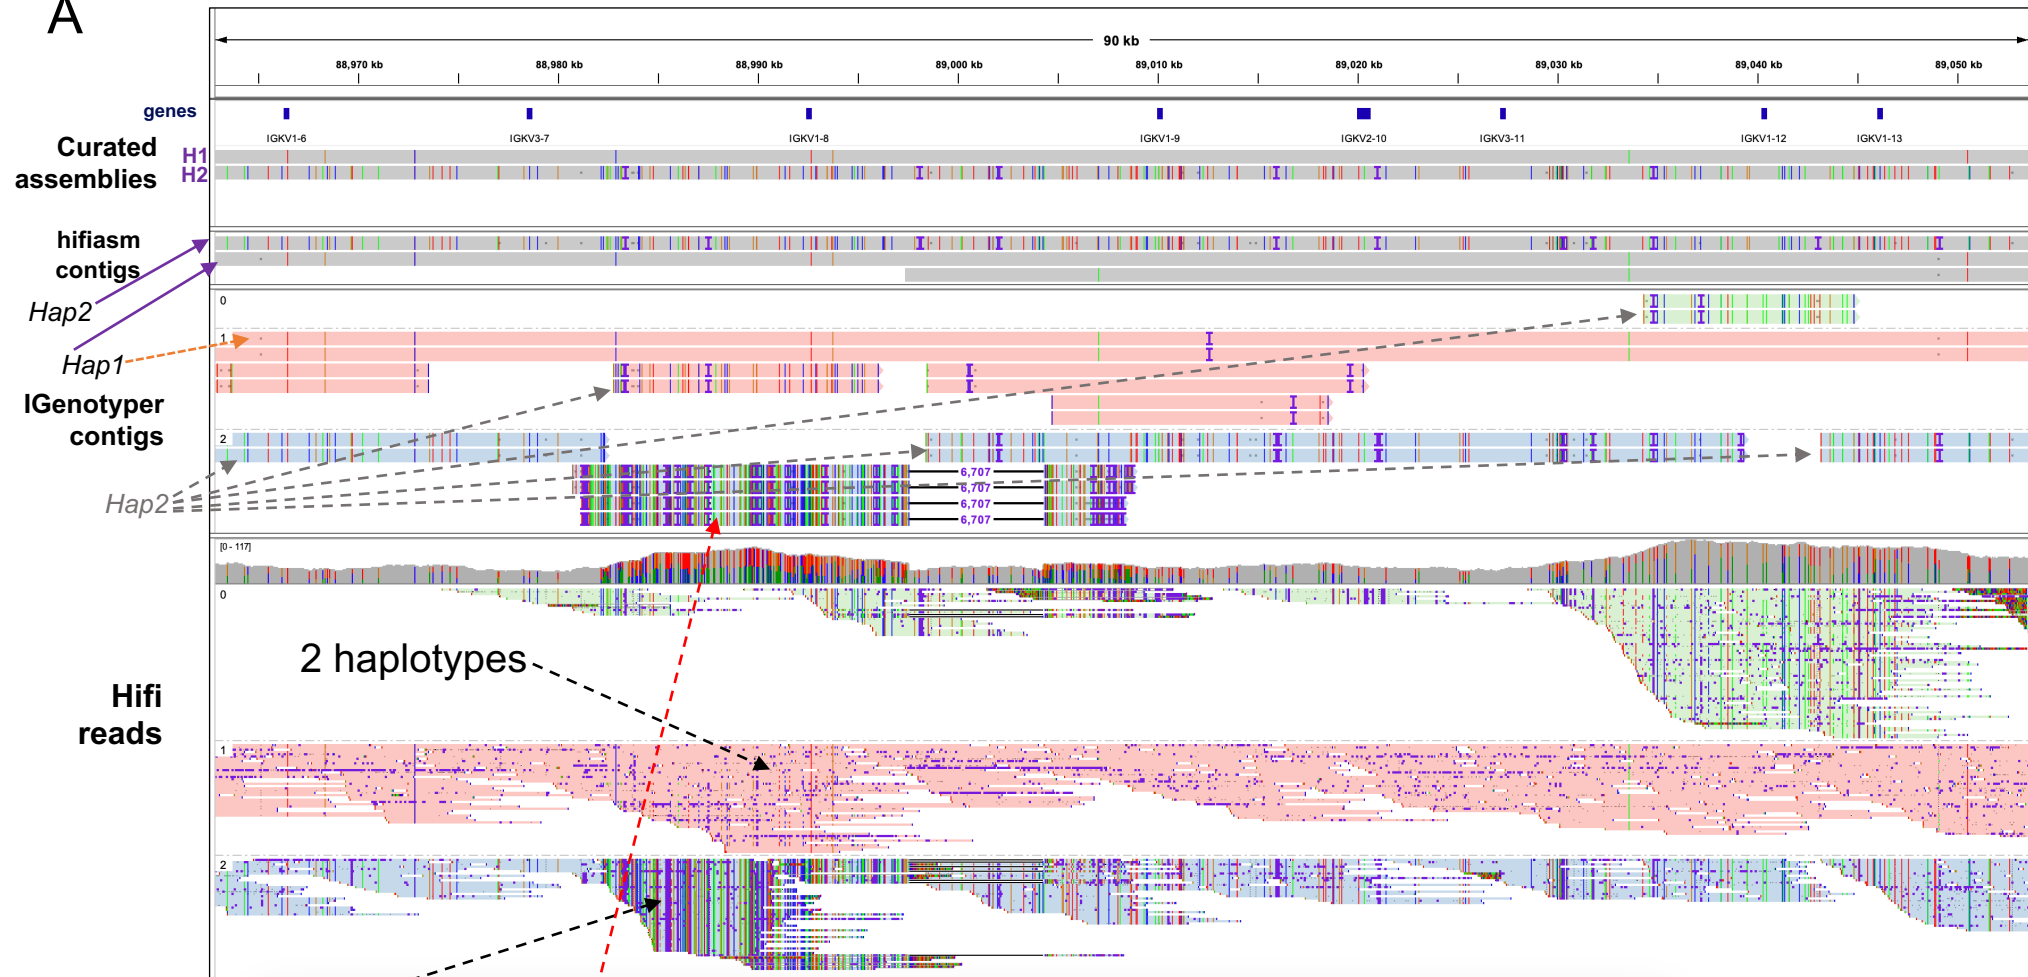 A
90 kb
88,970 kb 88,980 kb 88,990 kb 89,000 kb 89,010 kb 89,020 kb 89,030 kb 89,040 kb 89,050 kb
genes
IGKV1-6 IGKV3-7 IGKV1-8 IGKV1-9 IGKV2-10 IGKV3-11 IGKV1-12 IGKV1-13
Curated
assemblies
H1
H2
hifiasm
contigs
Hap2
Hap1
IGenotyper
contigs
0
1
2
Hap2
6,707
6,707
6,707
6,707
[0 - 117]
0
2 haplotypes
Hifi
reads
1
2